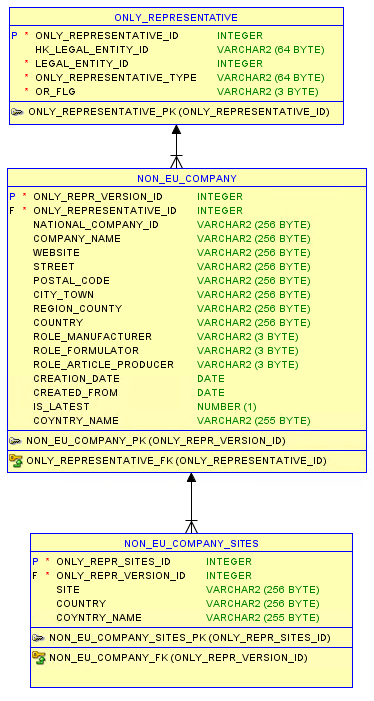 ONLY_REPRESENTATIVE
P * ONLY_REPRESENTATIVE_ID INTEGER
HK_LEGAL_ENTITY_ID VARCHAR2 (64 BYTE)
* LEGAL_ENTITY_ID INTEGER
* ONLY_REPRESENTATIVE_TYPE VARCHAR2 (64 BYTE)
* OR_FLG VARCHAR2 (3 BYTE)
ONLY_REPRESENTATIVE_PK (ONLY_REPRESENTATIVE_ID)
NON_EU_COMPANY
P * ONLY_REPR_VERSION_ID INTEGER
F * ONLY_REPRESENTATIVE_ID INTEGER
NATIONAL_COMPANY_ID VARCHAR2 (256 BYTE)
COMPANY_NAME VARCHAR2 (256 BYTE)
WEBSITE VARCHAR2 (256 BYTE)
STREET VARCHAR2 (256 BYTE)
POSTAL_CODE VARCHAR2 (256 BYTE)
CITY_TOWN VARCHAR2 (256 BYTE)
REGION_COUNTY VARCHAR2 (256 BYTE)
COUNTRY VARCHAR2 (256 BYTE)
ROLE_MANUFACTURER VARCHAR2 (3 BYTE)
ROLE_FORMULATOR VARCHAR2 (3 BYTE)
ROLE_ARTICLE_PRODUCER VARCHAR2 (3 BYTE)
CREATION_DATE DATE
CREATED_FROM DATE
IS_LATEST NUMBER (1)
COYNTRY_NAME VARCHAR2 (255 BYTE)
NON_EU_COMPANY_PK (ONLY_REPR_VERSION_ID)
ONLY_REPRESENTATIVE_FK (ONLY_REPRESENTATIVE_ID)
NON_EU_COMPANY_SITES
P * ONLY_REPR_SITES_ID INTEGER
F * ONLY_REPR_VERSION_ID INTEGER
SITE VARCHAR2 (256 BYTE)
COUNTRY VARCHAR2 (256 BYTE)
COYNTRY_NAME VARCHAR2 (255 BYTE)
NON_EU_COMPANY_SITES_PK (ONLY_REPR_SITES_ID)
NON_EU_COMPANY_FK (ONLY_REPR_VERSION_ID)